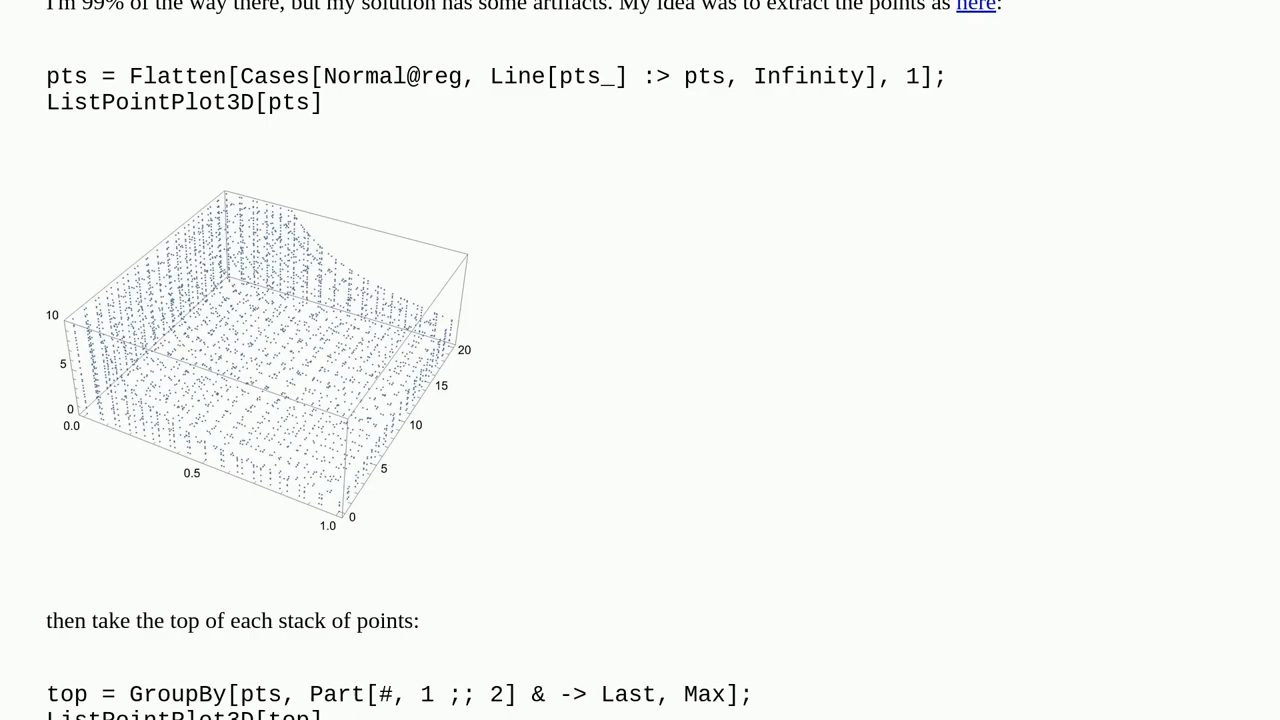 I'm 99% of the way there, but my solution has some artifacts. My idea was to extract the points as here:
pts = Flatten[Cases[Normal@reg, Line[pts_] :> pts, Infinity], 1];
ListPointPlot3D[pts]
10
5
0
0.0
0.5
1.0
0
5
10
15
20
then take the top of each stack of points:
top = GroupBy[pts, Part[#, 1 ;; 2] & -> Last, Max];
ListPointPlot3D[top]